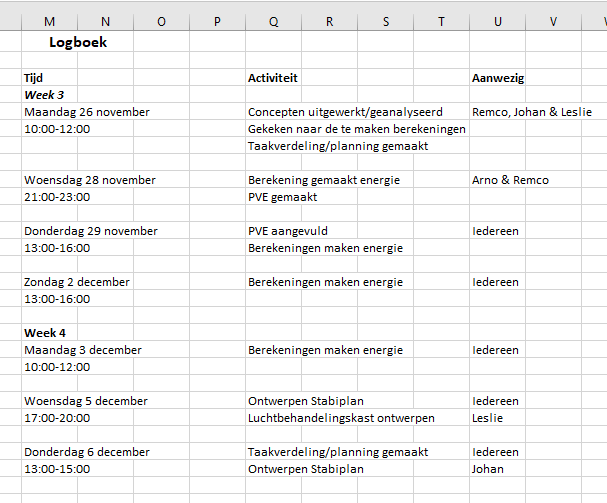 M N O P Q R S T U V
Logboek
Tijd Activiteit Aanwezig
Week 3
Maandag 26 november Concepten uitgewerkt/geanalyseerd Remco, Johan & Leslie
10:00-12:00 Gekeken naar de te maken berekeningen
Taakverdeling/planning gemaakt
Woensdag 28 november Berekening gemaakt energie Arno & Remco
21:00-23:00 PVE gemaakt
Donderdag 29 november PVE aangevuld Iedereen
13:00-16:00 Berekeningen maken energie
Zondag 2 december Berekeningen maken energie Iedereen
13:00-16:00
Week 4
Maandag 3 december Berekeningen maken energie Iedereen
10:00-12:00
Woensdag 5 december Ontwerpen Stabiplan Iedereen
17:00-20:00 Luchtbehandelingskast ontwerpen Leslie
Donderdag 6 december Taakverdeling/planning gemaakt Iedereen
13:00-15:00 Ontwerpen Stabiplan Johan